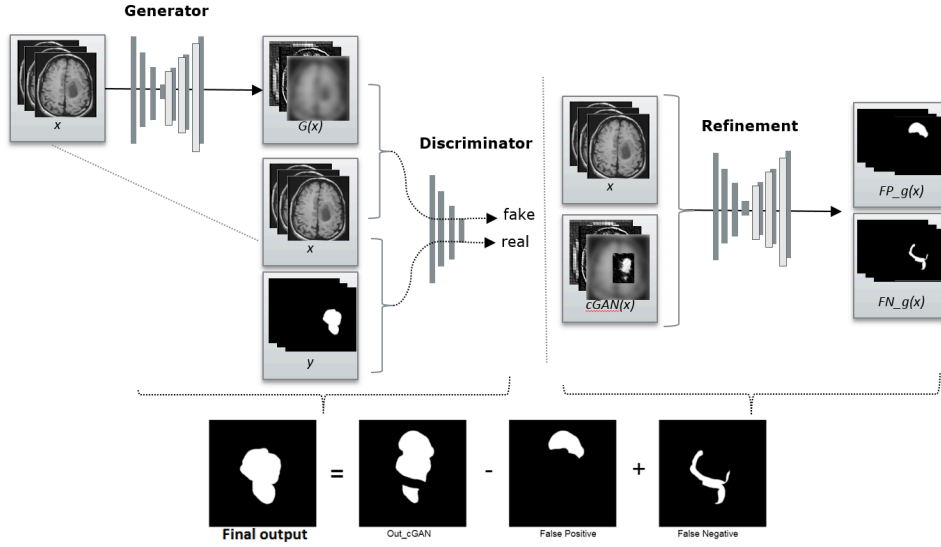 Generator
x
G(x)
Discriminator
fake
real
x
y
Refinement
x
cGAN(x)
FP_g(x)
FN_g(x)
= - +
Final output
Out_cGAN
False Positive
False Negative